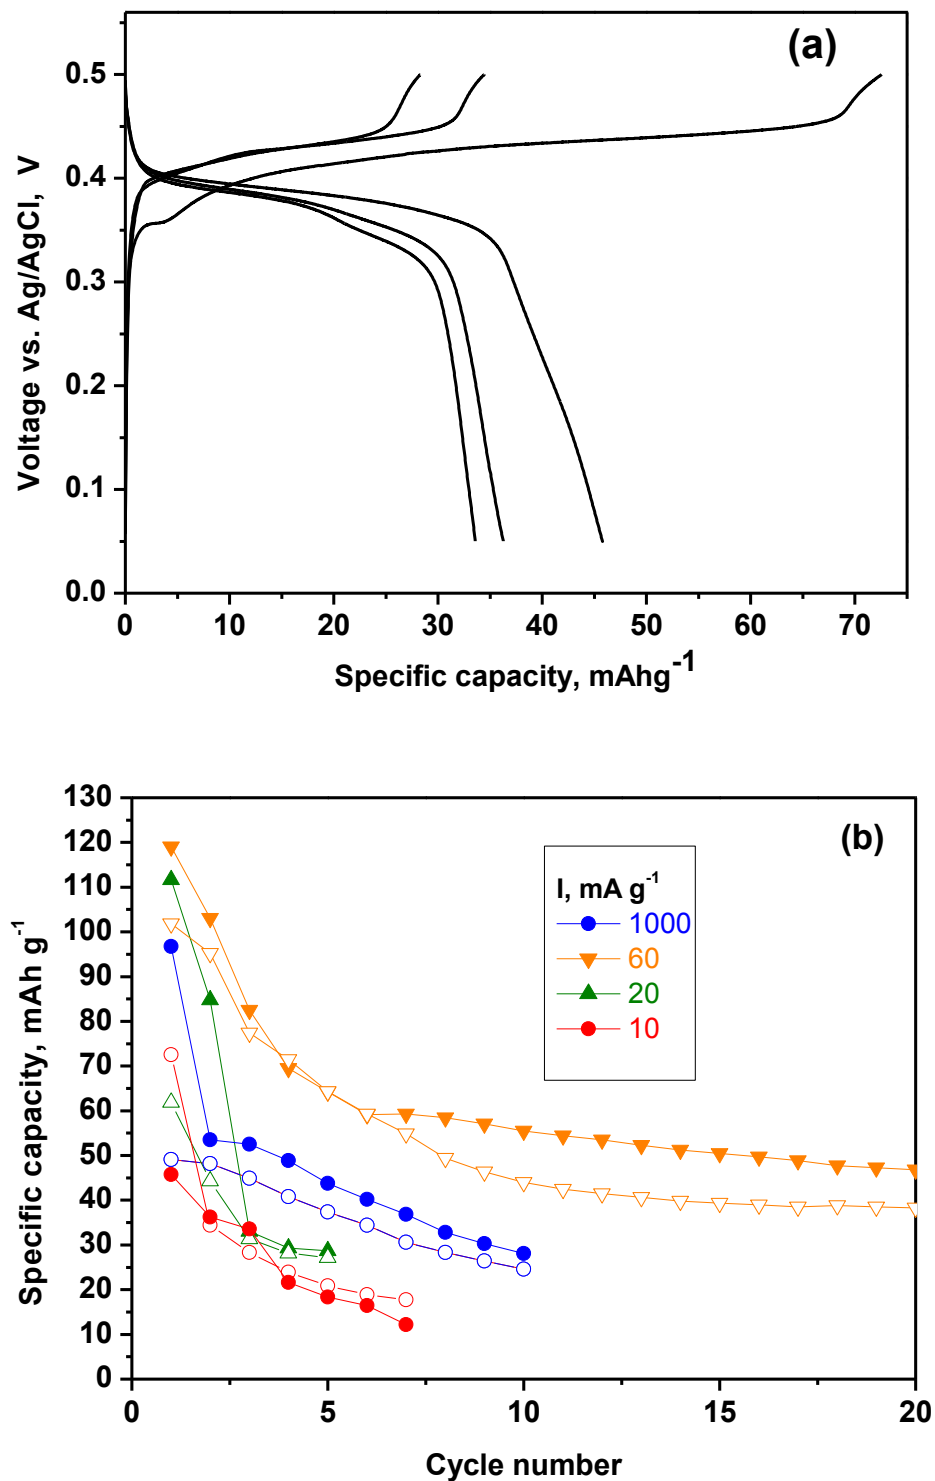 (a)
0.5
0.4
0.3
0.2
0.1
0.0
Voltage vs. Ag/AgCl, V
0 10 20 30 40 50 60 70
Specific capacity, mAhg⁻¹
(b)
130
120
110
100
90
80
70
60
50
40
30
20
10
0
Specific capacity, mAh g⁻¹
I, mA g⁻¹
1000
60
20
10
0 5 10 15 20
Cycle number